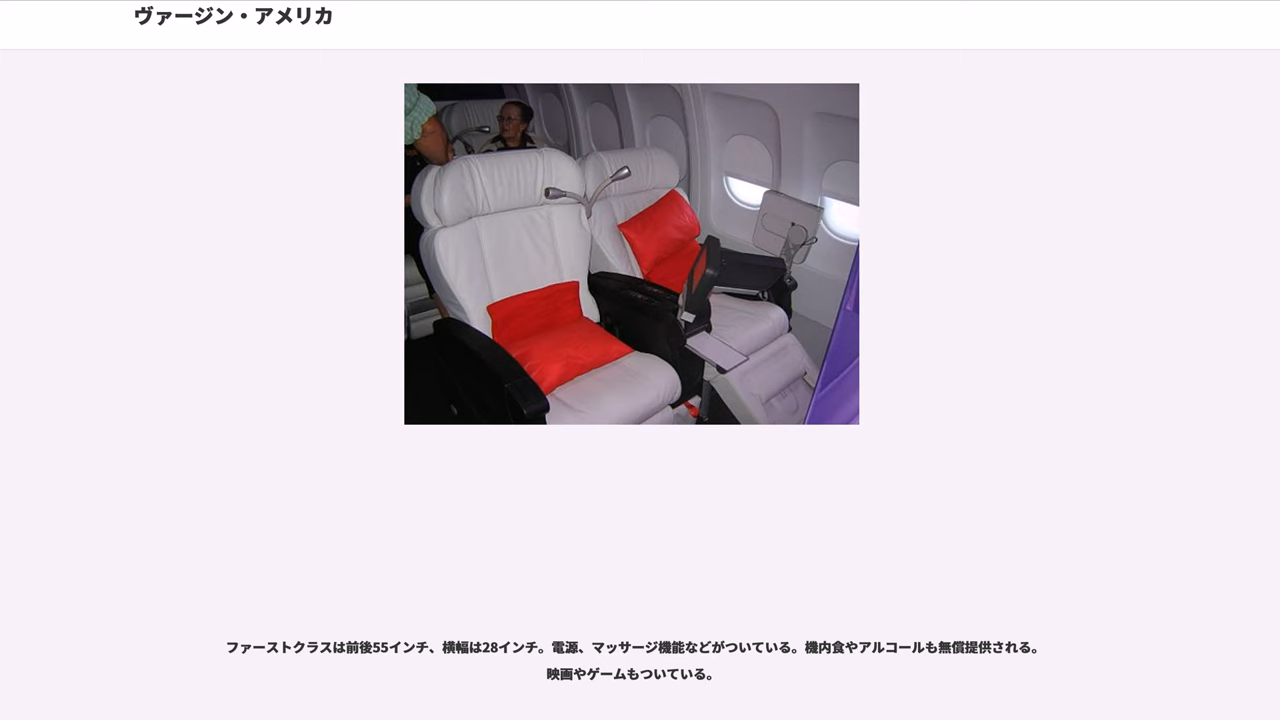 ヴァージン・アメリカ
ファーストクラスは前後55インチ、横幅は28インチ。電源、マッサージ機能などがついている。機内食やアルコールも無償提供される。
映画やゲームもついている。